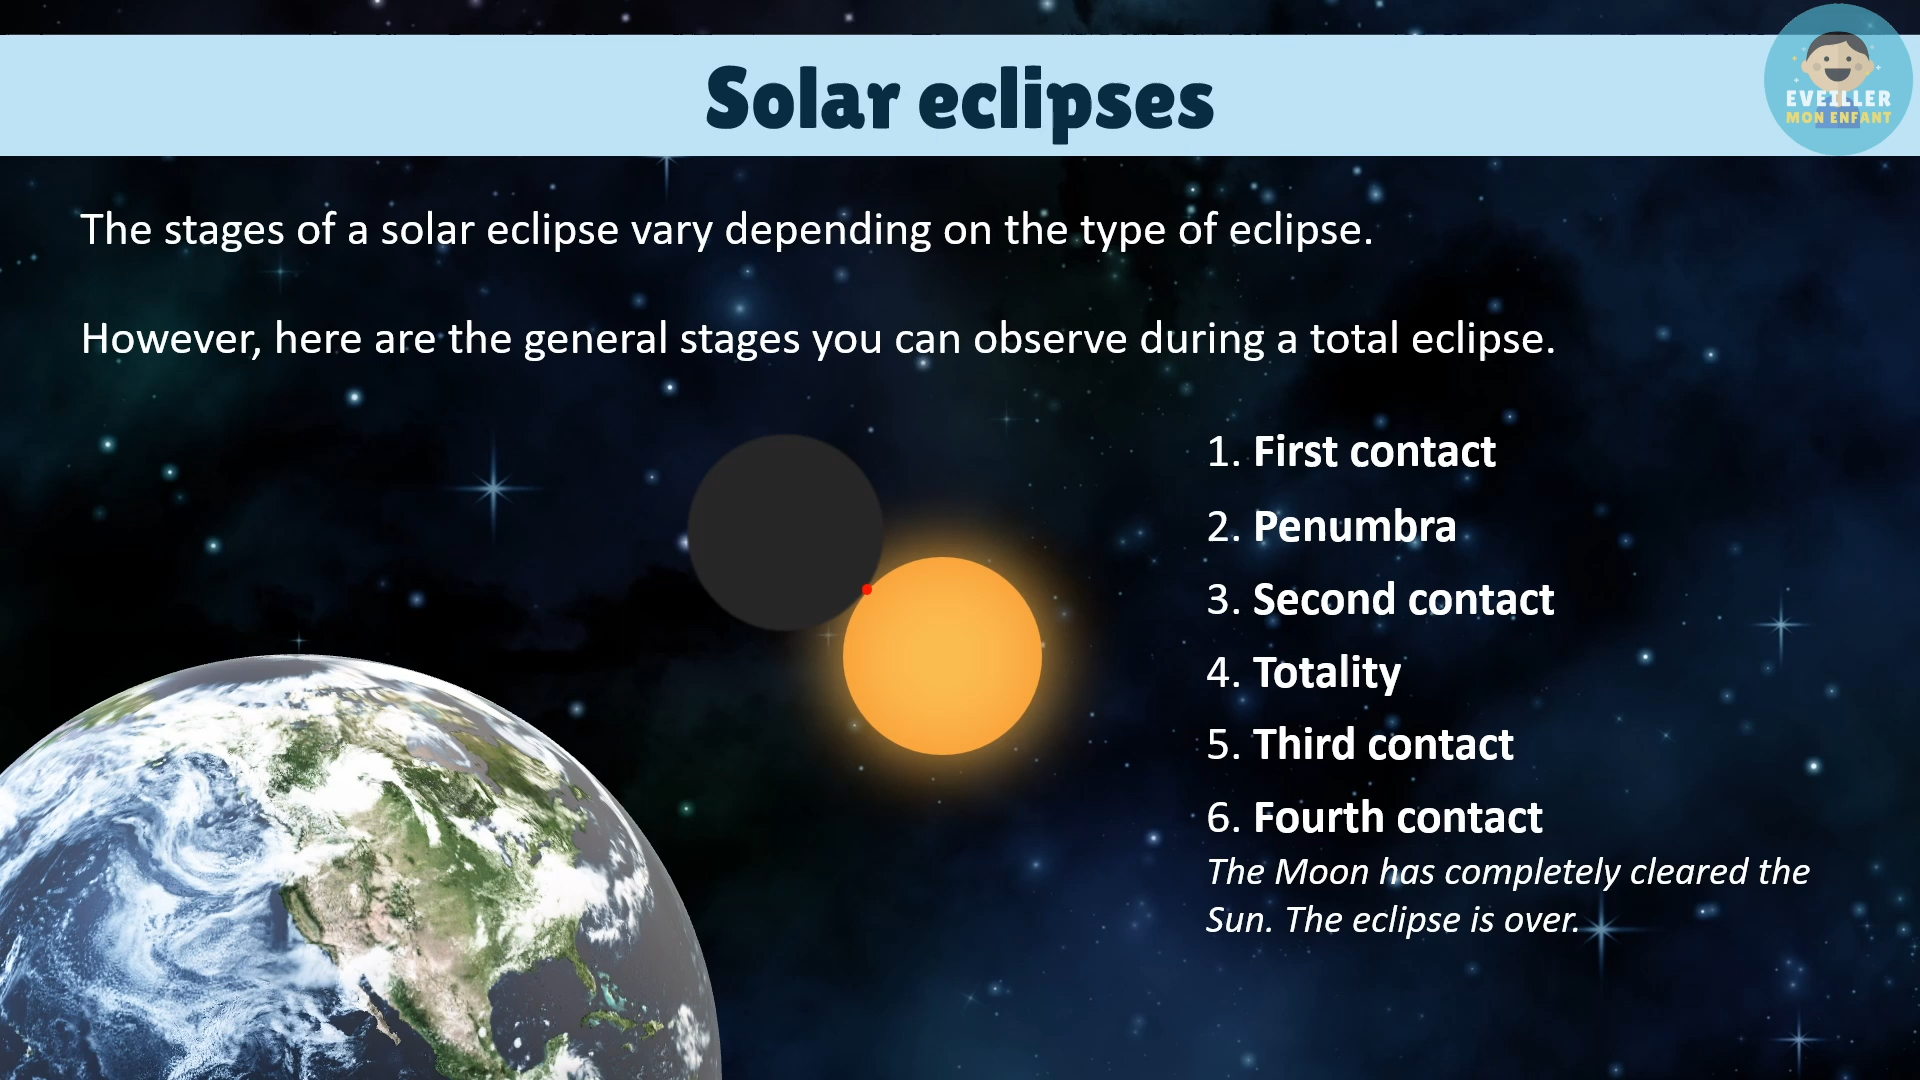 Solar eclipses
EVEILLER
MON ENFANT
The stages of a solar eclipse vary depending on the type of eclipse.
However, here are the general stages you can observe during a total eclipse.
1. First contact
2. Penumbra
3. Second contact
4. Totality
5. Third contact
6. Fourth contact
The Moon has completely cleared the
Sun. The eclipse is over.